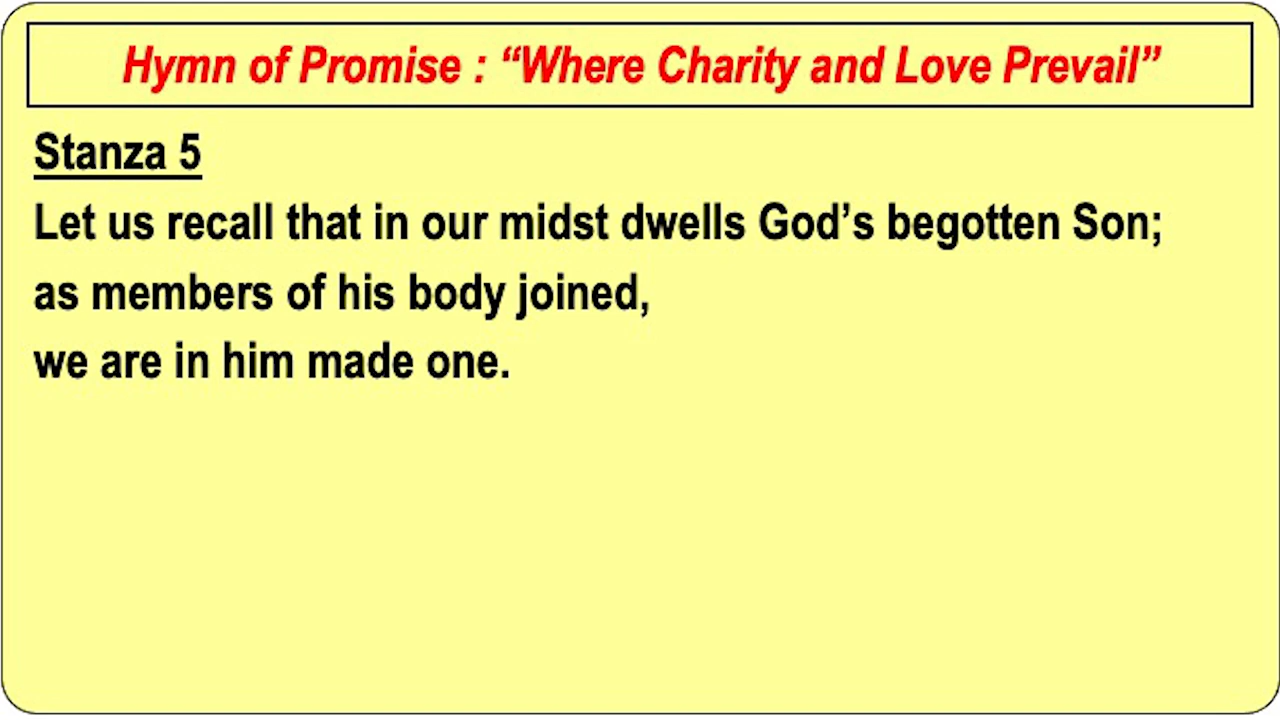 Hymn of Promise : “Where Charity and Love Prevail”
Stanza 5
Let us recall that in our midst dwells God’s begotten Son;
as members of his body joined,
we are in him made one.